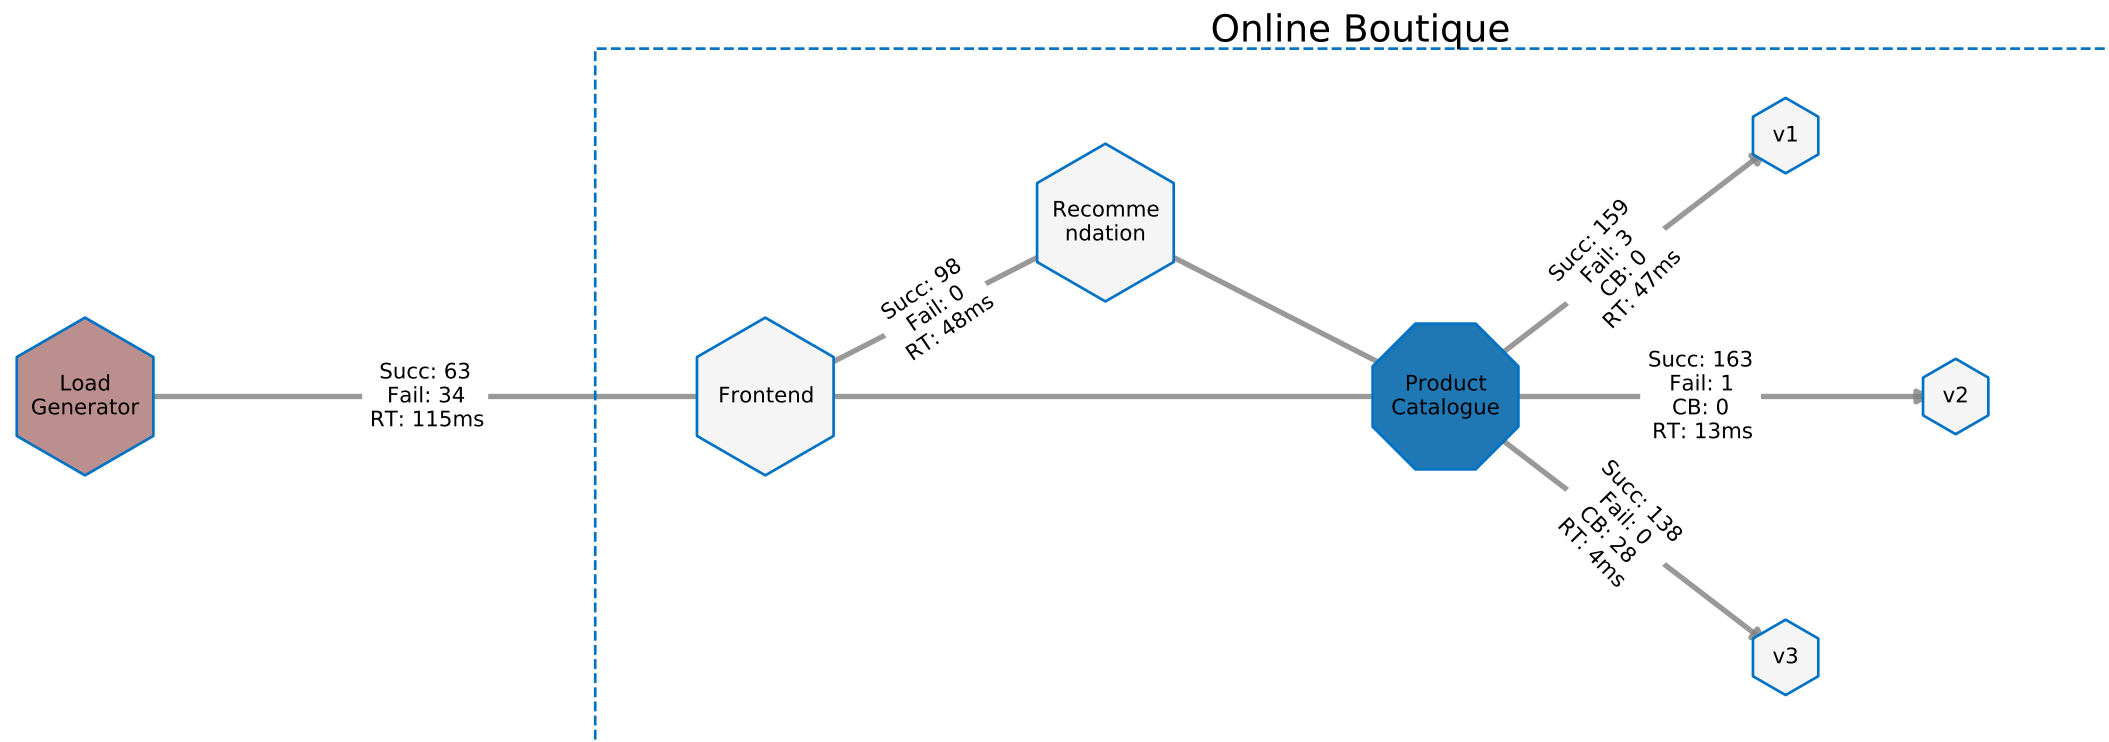 Online Boutique
Load
Generator
Succ: 63
Fail: 34
RT: 115ms
Frontend
Succ: 98
Fail: 0
RT: 48ms
Recomme
ndation
Product
Catalogue
Succ: 159
Fail: 3
CB: 0
RT: 47ms
v1
Succ: 163
Fail: 1
CB: 0
RT: 13ms
v2
Succ: 138
Fail: 0
CB: 28
RT: 4ms
v3